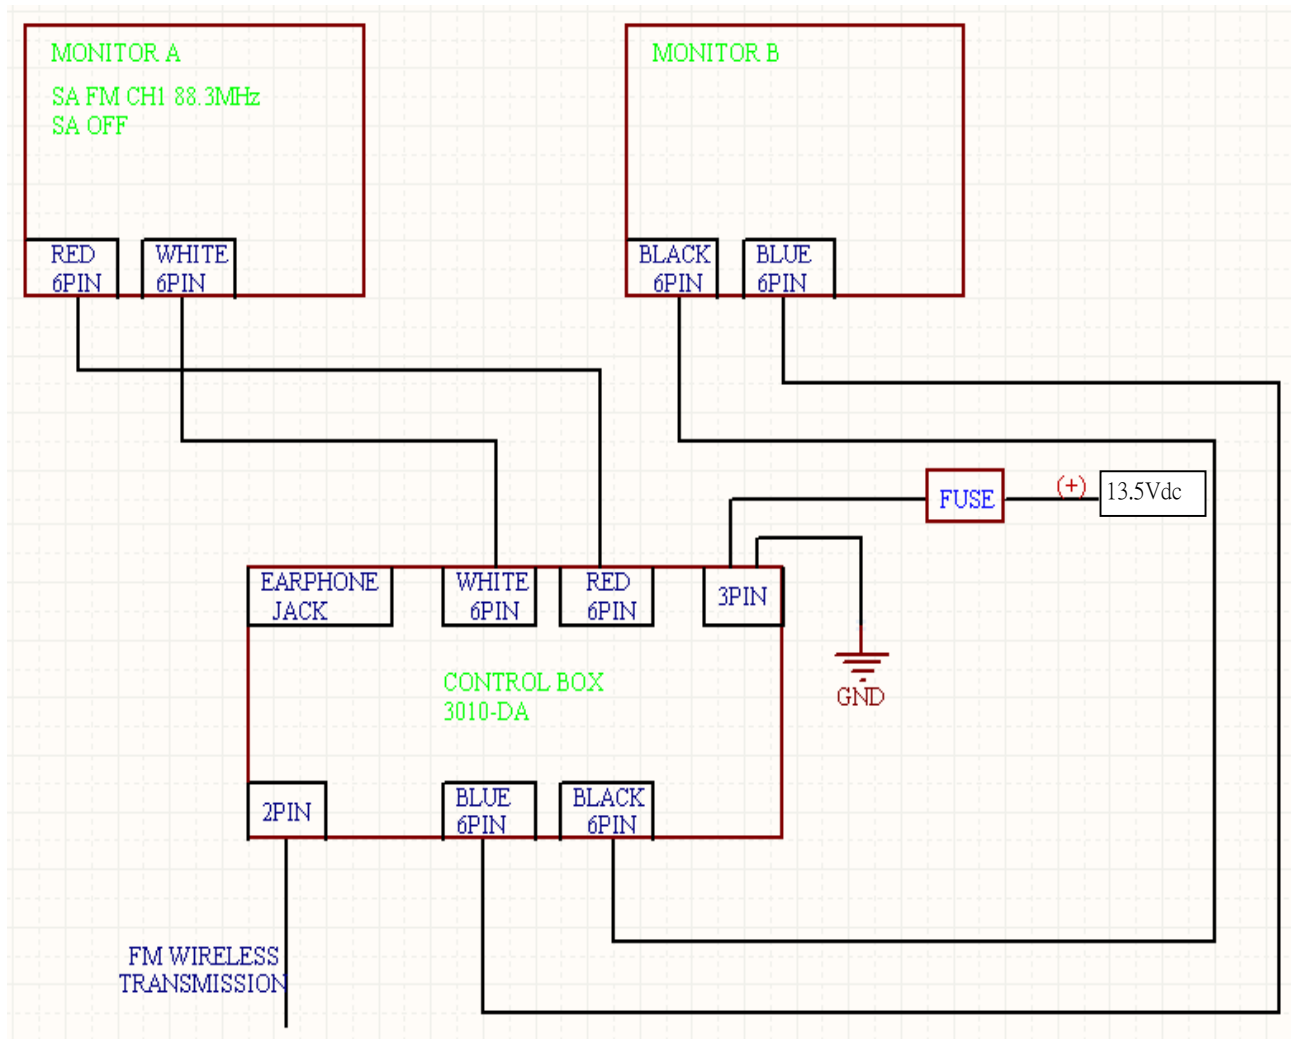 MONITOR A
SA FM CH1 88.3MHz
SA OFF
RED
6PIN
WHITE
6PIN
MONITOR B
BLACK
6PIN
BLUE
6PIN
FUSE
(+)
13.5Vdc
EARPHONE
JACK
WHITE
6PIN
RED
6PIN
3PIN
GND
CONTROL BOX
3010-DA
2PIN
BLUE
6PIN
BLACK
6PIN
FM WIRELESS
TRANSMISSION